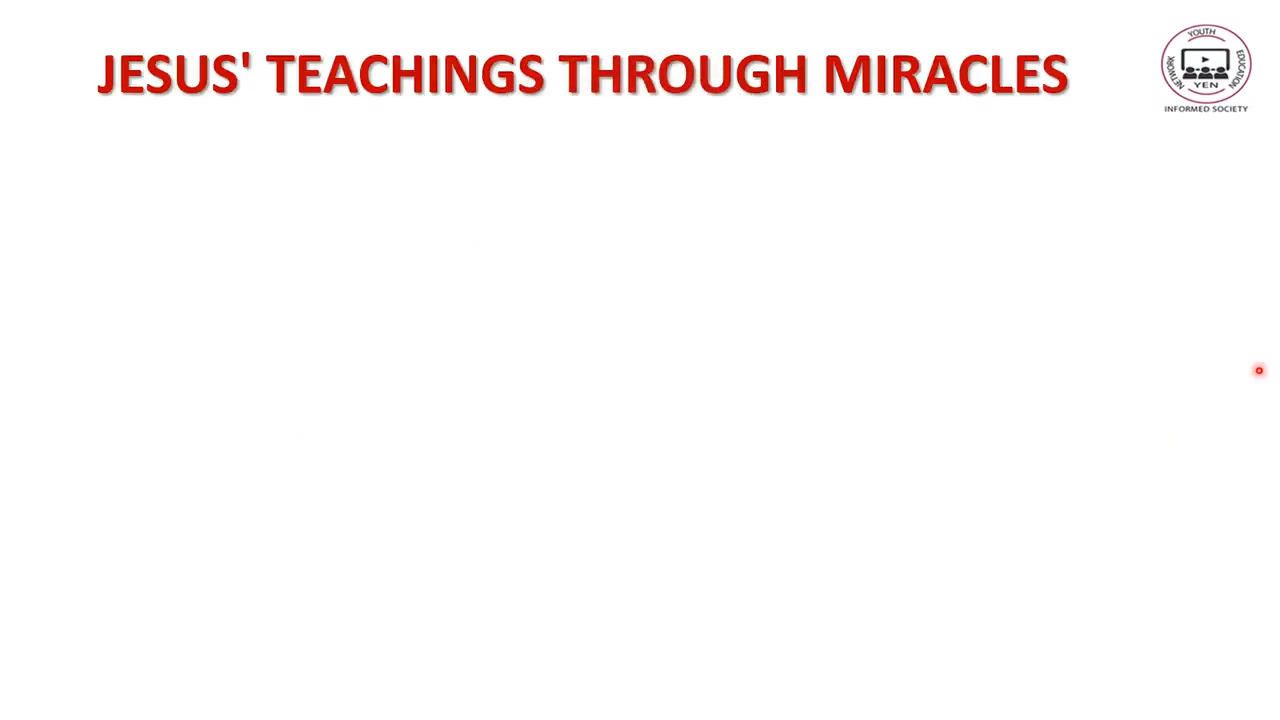 JESUS' TEACHINGS THROUGH MIRACLES
YOUTH
EDUCATION
NETWORK
YEN
INFORMED SOCIETY